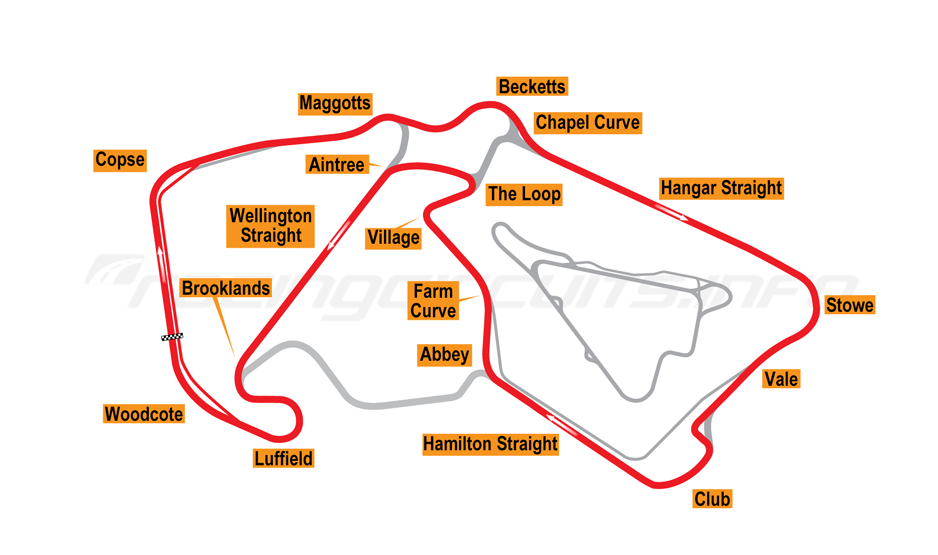 Becketts
Maggotts
Chapel Curve
Copse
Aintree
Hangar Straight
The Loop
Wellington
Straight
Village
Brooklands
racingcircuits.info
Farm
Curve
Stowe
Abbey
Vale
Woodcote
Hamilton Straight
Luffield
Club